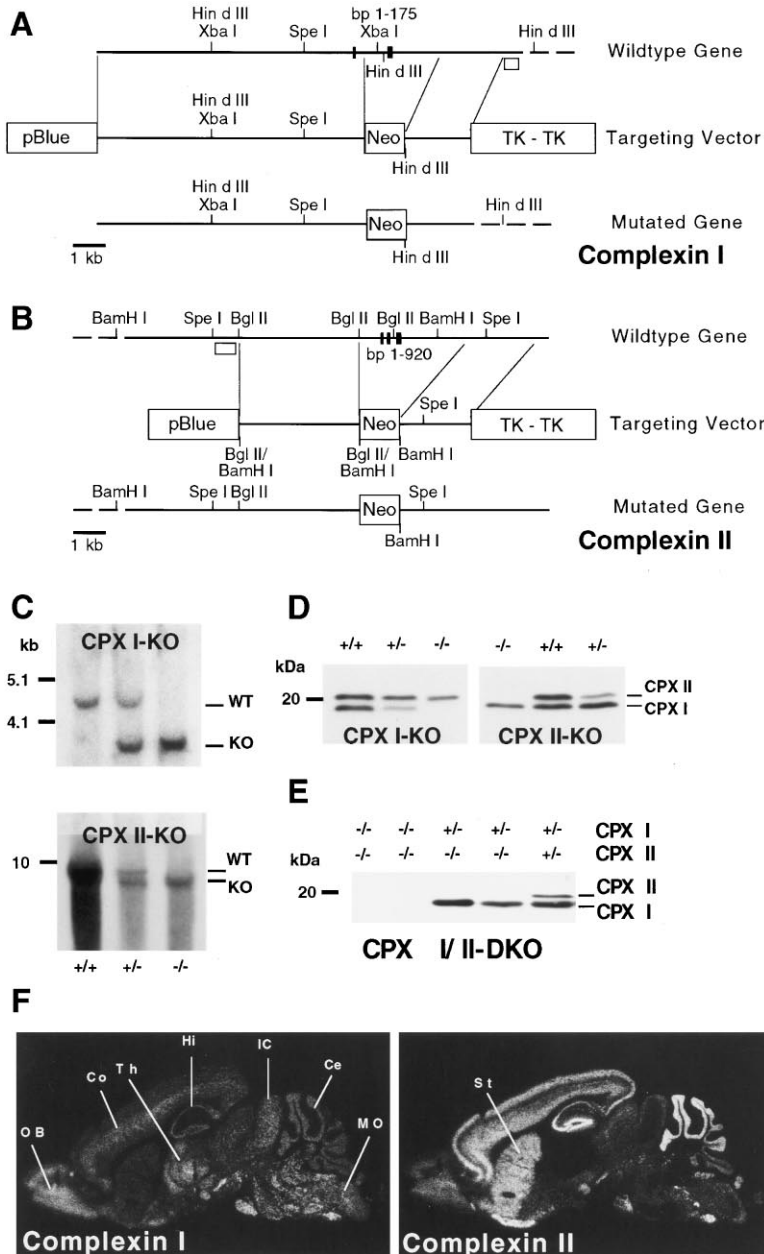 A
Hin d III
Xba I
Spe I
bp 1-175
Xba I
Hin d III
Hin d III
Wildtype Gene
Hin d III
Xba I
Spe I
pBlue
Neo
TK - TK
Targeting Vector
Hin d III
Hin d III
Xba I
Spe I
Hin d III
Neo
Mutated Gene
Hin d III
1 kb
Complexin I
B
BamH I
Spe I
Bgl II
Bgl II
Bgl II
BamH I
Spe I
Wildtype Gene
bp 1-920
Spe I
pBlue
Neo
TK - TK
Targeting Vector
Bgl II/
BamH I
Bgl II/
BamH I
BamH I
BamH I
Spe I
Bgl II
Spe I
Neo
Mutated Gene
BamH I
1 kb
Complexin II
C
kb
CPX I-KO
5.1
WT
4.1
KO
CPX II-KO
10
WT
KO
+/+ +/- -/-
D
+/+ +/- -/-
-/- +/+ +/-
kDa
20
CPX II
CPX I
CPX I-KO
CPX II-KO
E
-/- -/- +/- +/- +/- CPX I
-/- -/- -/- -/- +/- CPX II
kDa
20
CPX II
CPX I
CPX I/ II-DKO
F
Hi
IC
Th
Ce
Co
OB
MO
Complexin I
St
Complexin II